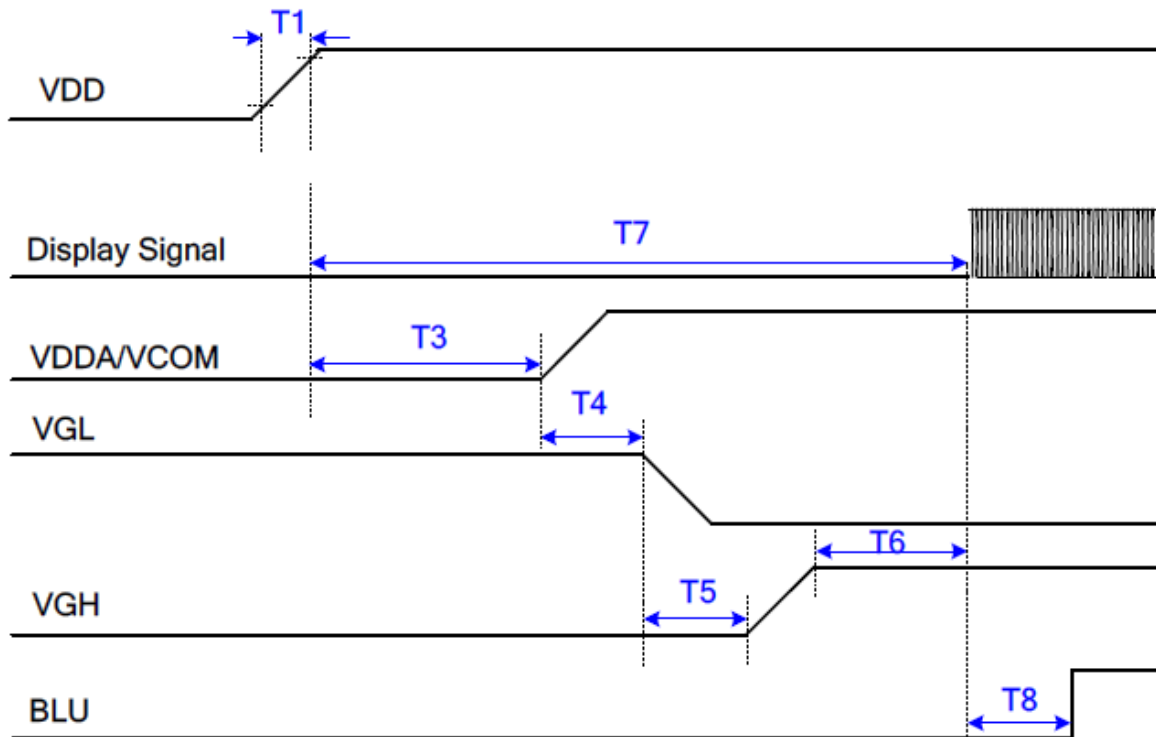 T1
VDD
T7
Display Signal
T3
VDDA/VCOM
T4
VGL
T6
T5
VGH
T8
BLU